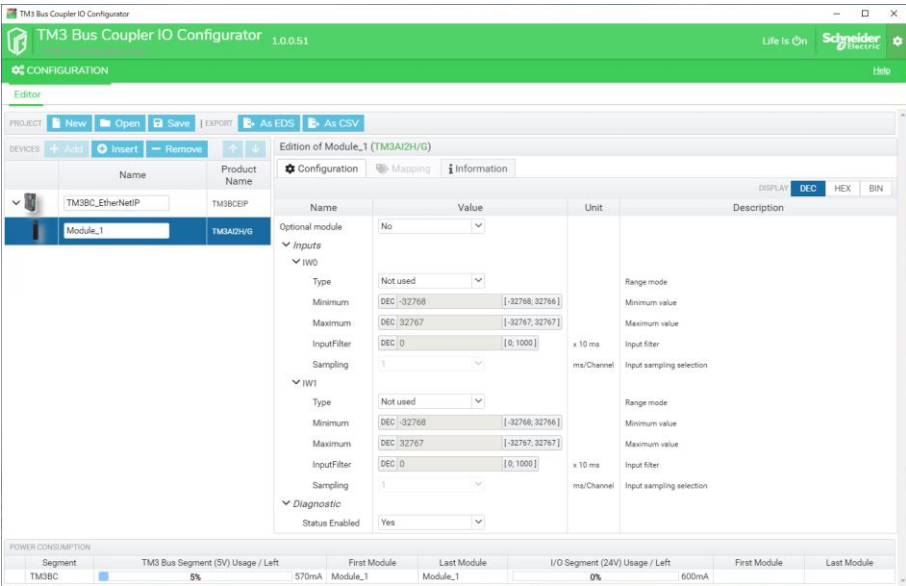 TM3 Bus Coupler IO Configurator
TM3 Bus Coupler IO Configurator 1.0.0.51
Life Is On Schneider Electric
CONFIGURATION Help
Editor
PROJECT New Open Save | EXPORT As EDS As CSV
DEVICES Add Insert Remove
Name Product Name
TM3BC_EtherNetIP TM3BCEIP
Module_1 TM3AI2H/G
Edition of Module_1 (TM3AI2H/G)
Configuration Mapping Information
DISPLAY DEC HEX BIN
Name Value Unit Description
Optional module No
Inputs
IW0
Type Not used Range mode
Minimum DEC -32768 [-32768; 32766] Minimum value
Maximum DEC 32767 [-32767; 32767] Maximum value
InputFilter DEC 0 [0; 1000] x 10 ms Input filter
Sampling 1 ms/Channel Input sampling selection
IW1
Type Not used Range mode
Minimum DEC -32768 [-32768; 32766] Minimum value
Maximum DEC 32767 [-32767; 32767] Maximum value
InputFilter DEC 0 [0; 1000] x 10 ms Input filter
Sampling 1 ms/Channel Input sampling selection
Diagnostic
Status Enabled Yes
POWER CONSUMPTION
Segment TM3 Bus Segment (5V) Usage / Left First Module Last Module I/O Segment (24V) Usage / Left First Module Last Module
TM3BC 5% 570mA Module_1 Module_1 0% 600mA